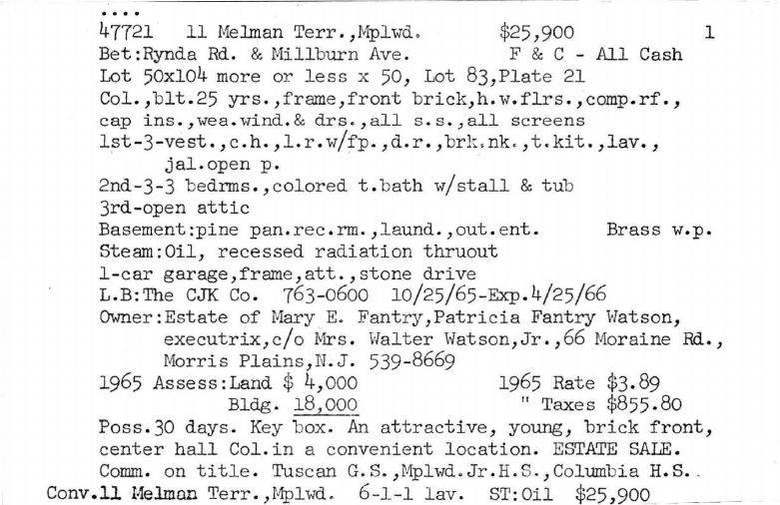 ....
47721 11 Melman Terr.,Mplwd. $25,900 1
Bet:Rynda Rd. & Millburn Ave. F & C - All Cash
Lot 50x104 more or less x 50, Lot 83,Plate 21
Col.,blt.25 yrs.,frame,front brick,h.w.flrs.,comp.rf.,
cap ins.,wea.wind.& drs.,all s.s.,all screens
1st-3-vest.,c.h.,l.r.w/fp.,d.r.,brk.nk.,t.kit.,lav.,
jal.open p.
2nd-3-3 bedrms.,colored t.bath w/stall & tub
3rd-open attic
Basement:pine pan.rec.rm.,laund.,out.ent. Brass w.p.
Steam:Oil, recessed radiation thruout
1-car garage,frame,att.,stone drive
L.B:The CJK Co. 763-0600 10/25/65-Exp.4/25/66
Owner:Estate of Mary E. Fantry,Patricia Fantry Watson,
executrix,c/o Mrs. Walter Watson,Jr.,66 Moraine Rd.,
Morris Plains,N.J. 539-8669
1965 Assess:Land $ 4,000 1965 Rate $3.89
Bldg. 18,000 " Taxes $855.80
Poss.30 days. Key box. An attractive, young, brick front,
center hall Col.in a convenient location. ESTATE SALE.
Comm. on title. Tuscan G.S.,Mplwd.Jr.H.S.,Columbia H.S..
Conv.11 Melman Terr.,Mplwd. 6-1-1 lav. ST:Oil $25,900